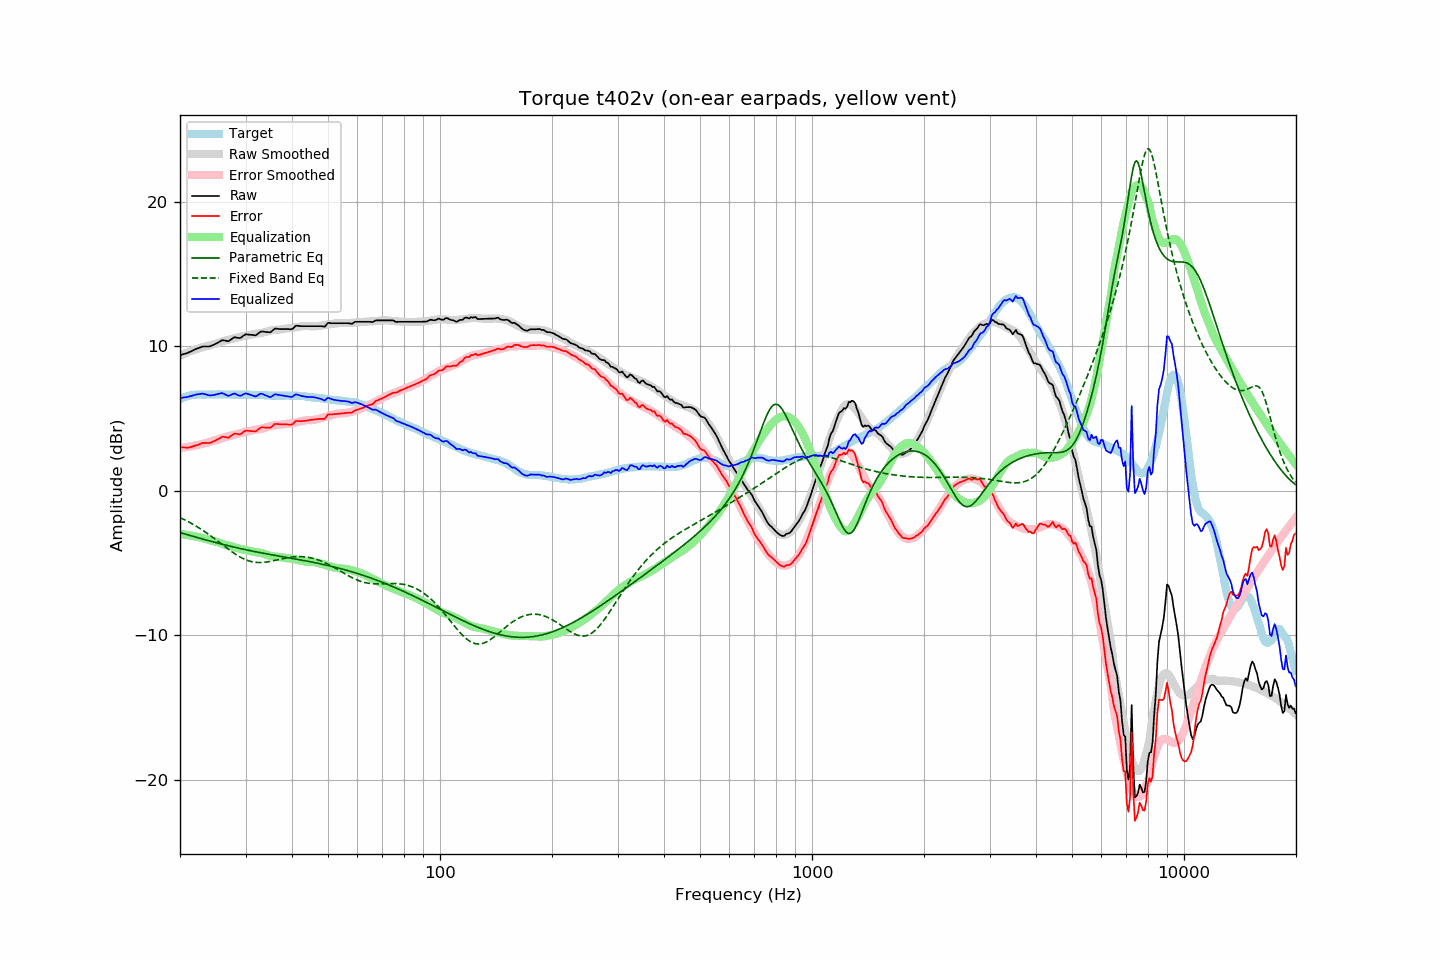 Torque t402v (on-ear earpads, yellow vent)
Target
Raw Smoothed
Error Smoothed
Raw
Error
Equalization
Parametric Eq
Fixed Band Eq
Equalized
20
10
0
−10
−20
Amplitude (dBr)
100
1000
10000
Frequency (Hz)